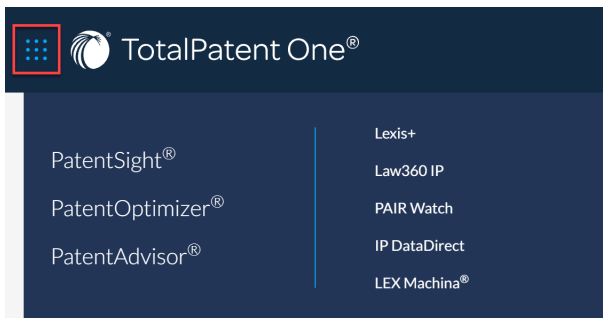 TotalPatent One®
PatentSight®
PatentOptimizer®
PatentAdvisor®
Lexis+
Law360 IP
PAIR Watch
IP DataDirect
LEX Machina®